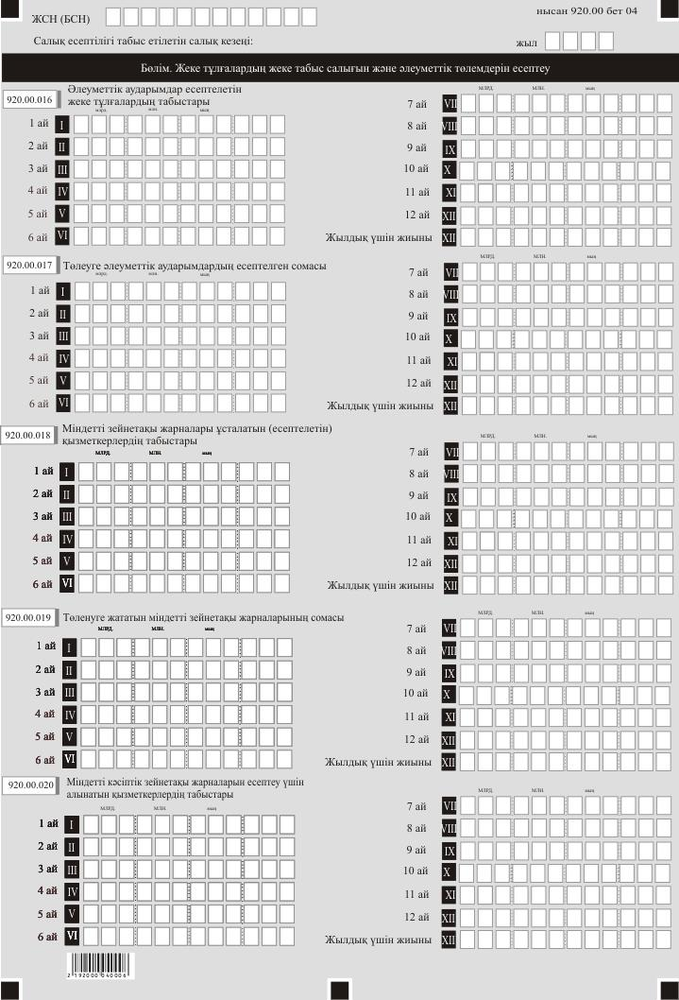 ЖСН (БСН)
нысан 920.00 бет 04
Салық есептілігі табыс етілетін салық кезеңі:
жыл
Бөлім. Жеке тұлғалардың жеке табыс салығын және әлеуметтік төлемдерін есептеу
920.00.016
Әлеуметтік аударымдар есептелетін
жеке тұлғалардың табыстары
млрд. млн. мың
1 ай I
2 ай II
3 ай III
4 ай IV
5 ай V
6 ай VI
МЛРД. МЛН. мың
7 ай VII
8 ай VIII
9 ай IX
10 ай X
11 ай XI
12 ай XII
Жылдық үшін жиыны XII
920.00.017
Төлеуге әлеуметтік аударымдардың есептелген сомасы
млрд. млн. мың
1 ай I
2 ай II
3 ай III
4 ай IV
5 ай V
6 ай VI
МЛРД. МЛН. мың
7 ай VII
8 ай VIII
9 ай IX
10 ай X
11 ай XI
12 ай XII
Жылдық үшін жиыны XII
920.00.018
Міндетті зейнетақы жарналары ұсталатын (есептелетін)
қызметкерлердің табыстары
МЛРД. МЛН. мың
1 ай I
2 ай II
3 ай III
4 ай IV
5 ай V
6 ай VI
МЛРД. МЛН. мың
7 ай VII
8 ай VIII
9 ай IX
10 ай X
11 ай XI
12 ай XII
Жылдық үшін жиыны XII
920.00.019
Төленуге жататын міндетті зейнетақы жарналарының сомасы
МЛРД. МЛН. мың
1 ай I
2 ай II
3 ай III
4 ай IV
5 ай V
6 ай VI
МЛРД. МЛН. мың
7 ай VII
8 ай VIII
9 ай IX
10 ай X
11 ай XI
12 ай XII
Жылдық үшін жиыны XII
920.00.020
Міндетті кәсіптік зейнетақы жарналарын есептеу үшін
алынатын қызметкерлердің табыстары
МЛРД. МЛН. мың
1 ай I
2 ай II
3 ай III
4 ай IV
5 ай V
6 ай VI
МЛРД. МЛН. мың
7 ай VII
8 ай VIII
9 ай IX
10 ай X
11 ай XI
12 ай XII
Жылдық үшін жиыны XII
2 192000 040006